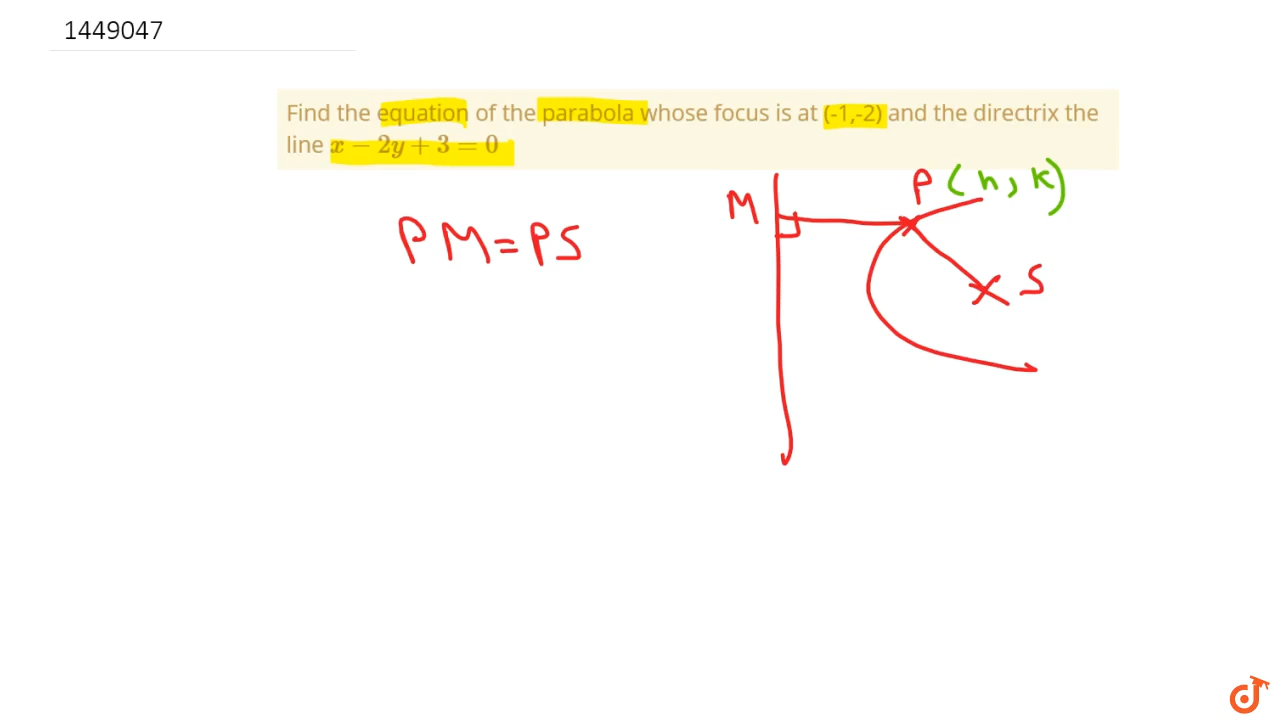 1449047
Find the equation of the parabola whose focus is at (-1,-2) and the directrix the
line x − 2y + 3 = 0
P (h, k)
M
PM = PS
S